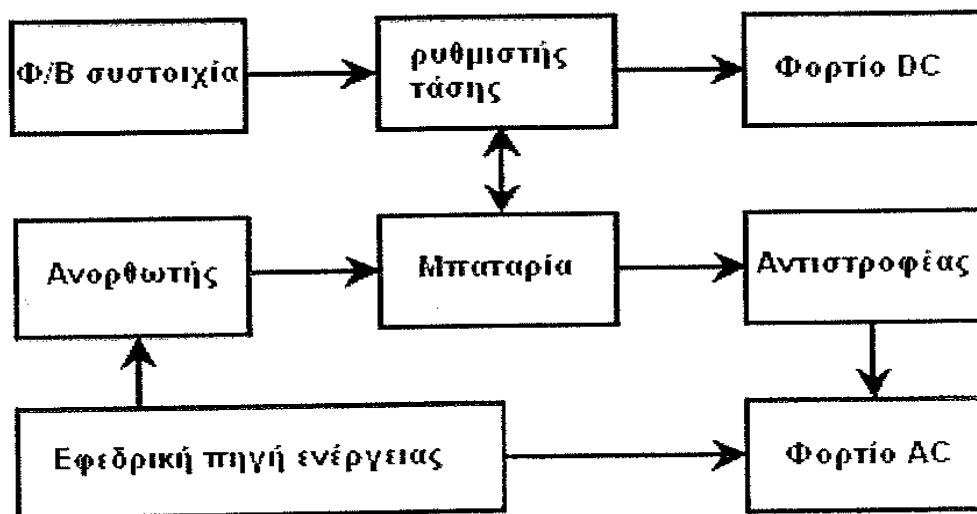 Φ/Β συστοιχία
ρυθμιστής
τάσης
Φορτίο DC
Ανορθωτής
Μπαταρία
Αντιστροφέας
Εφεδρική πηγή ενέργειας
Φορτίο AC